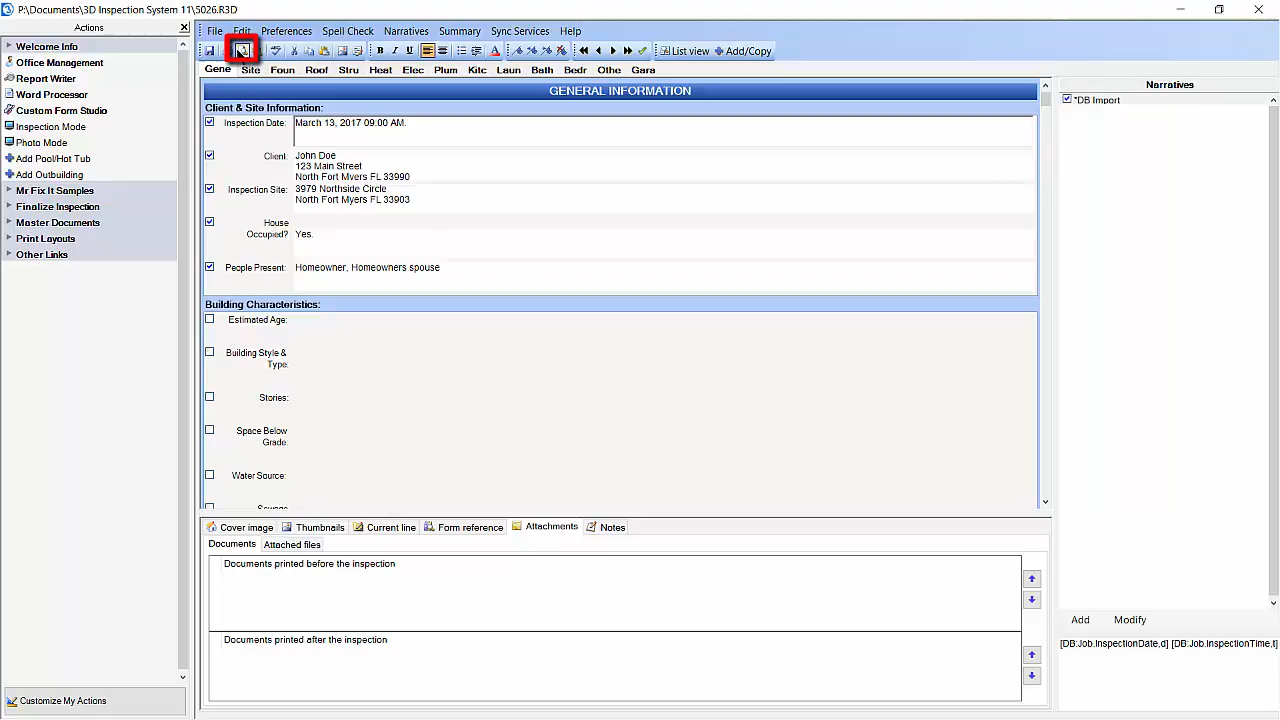 P:\Documents\3D Inspection System 11\5026.R3D
Actions
File Edit Preferences Spell Check Narratives Summary Sync Services Help
B I U A List view Add/Copy
Welcome Info
Office Management
Report Writer
Word Processor
Custom Form Studio
Inspection Mode
Photo Mode
Add Pool/Hot Tub
Add Outbuilding
Mr Fix It Samples
Finalize Inspection
Master Documents
Print Layouts
Other Links
Customize My Actions
Gene Site Foun Roof Stru Heat Elec Plum Kitc Laun Bath Bedr Othe Gara
GENERAL INFORMATION
Client & Site Information:
Inspection Date: March 13, 2017 09:00 AM.
Client: John Doe
123 Main Street
North Fort Myers FL 33990
Inspection Site: 3979 Northside Circle
North Fort Myers FL 33903
House
Occupied? Yes.
People Present: Homeowner, Homeowners spouse
Building Characteristics:
Estimated Age:
Building Style &
Type:
Stories:
Space Below
Grade:
Water Source:
Cover image Thumbnails Current line Form reference Attachments Notes
Documents Attached files
Documents printed before the inspection
Documents printed after the inspection
Narratives
*DB Import
Add Modify
[DB:Job.InspectionDate,d] [DB:Job.InspectionTime,t]